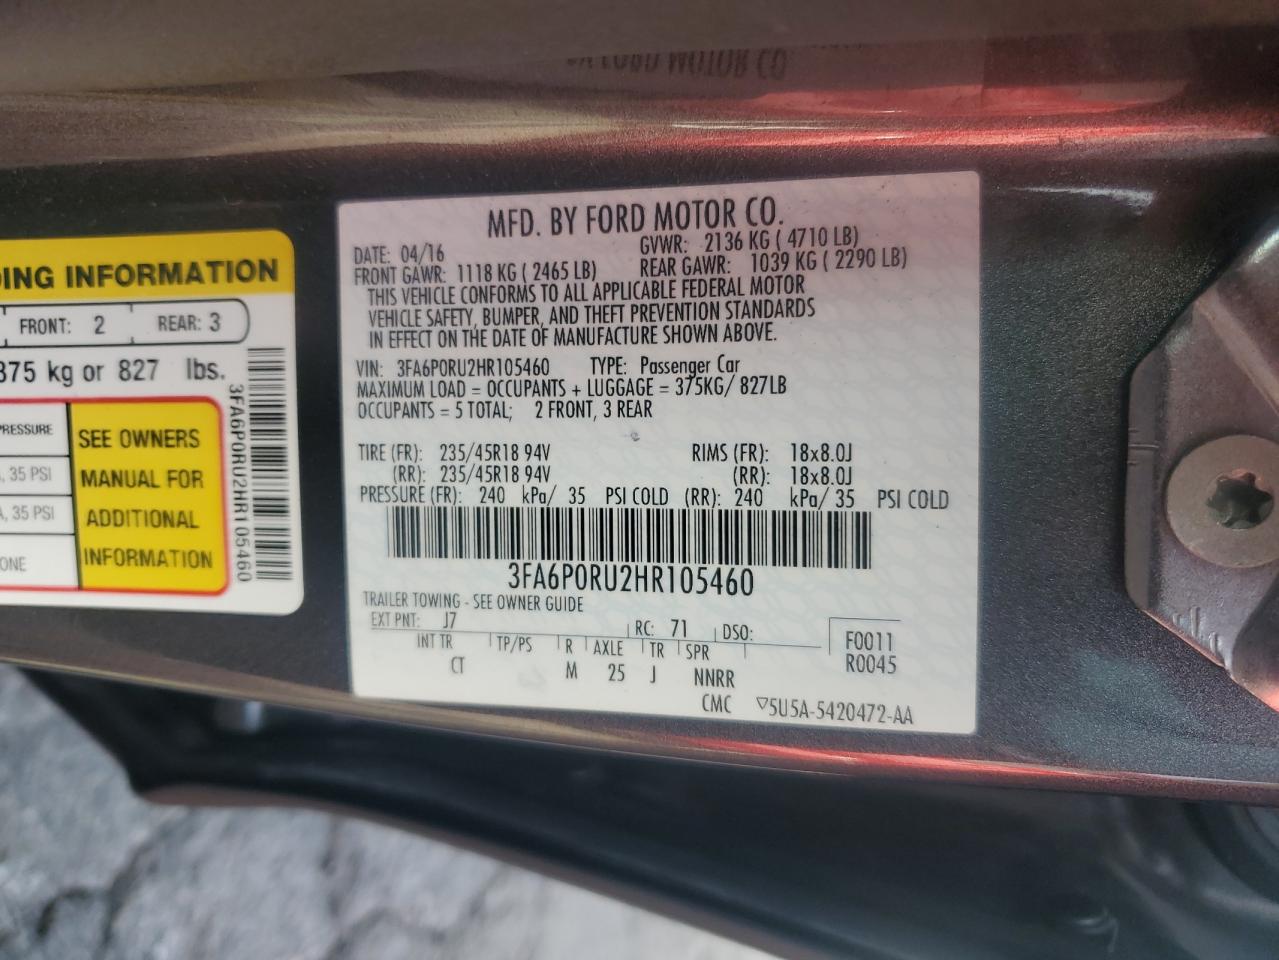 MFD. BY FORD MOTOR CO.
DATE: 04/16 GVWR: 2136 KG ( 4710 LB)
FRONT GAWR: 1118 KG ( 2465 LB) REAR GAWR: 1039 KG ( 2290 LB)
THIS VEHICLE CONFORMS TO ALL APPLICABLE FEDERAL MOTOR
VEHICLE SAFETY, BUMPER, AND THEFT PREVENTION STANDARDS
IN EFFECT ON THE DATE OF MANUFACTURE SHOWN ABOVE.
VIN: 3FA6P0RU2HR105460 TYPE: Passenger Car
MAXIMUM LOAD = OCCUPANTS + LUGGAGE = 375KG/ 827LB
OCCUPANTS = 5 TOTAL; 2 FRONT, 3 REAR
TIRE (FR): 235/45R18 94V RIMS (FR): 18x8.0J
(RR): 235/45R18 94V (RR): 18x8.0J
PRESSURE (FR): 240 kPa/ 35 PSI COLD (RR): 240 kPa/ 35 PSI COLD
3FA6P0RU2HR105460
TRAILER TOWING - SEE OWNER GUIDE
EXT PNT: J7 RC: 71 DSO: F0011
INT TR TP/PS R AXLE TR SPR R0045
CT M 25 J NNRR
CMC ▽5U5A-5420472-AA
ING INFORMATION
FRONT: 2 REAR: 3
375 kg or 827 lbs.
PRESSURE
, 35 PSI
, 35 PSI
SEE OWNERS
MANUAL FOR
ADDITIONAL
INFORMATION
3FA6P0RU2HR105460
FORD MOTOR CO